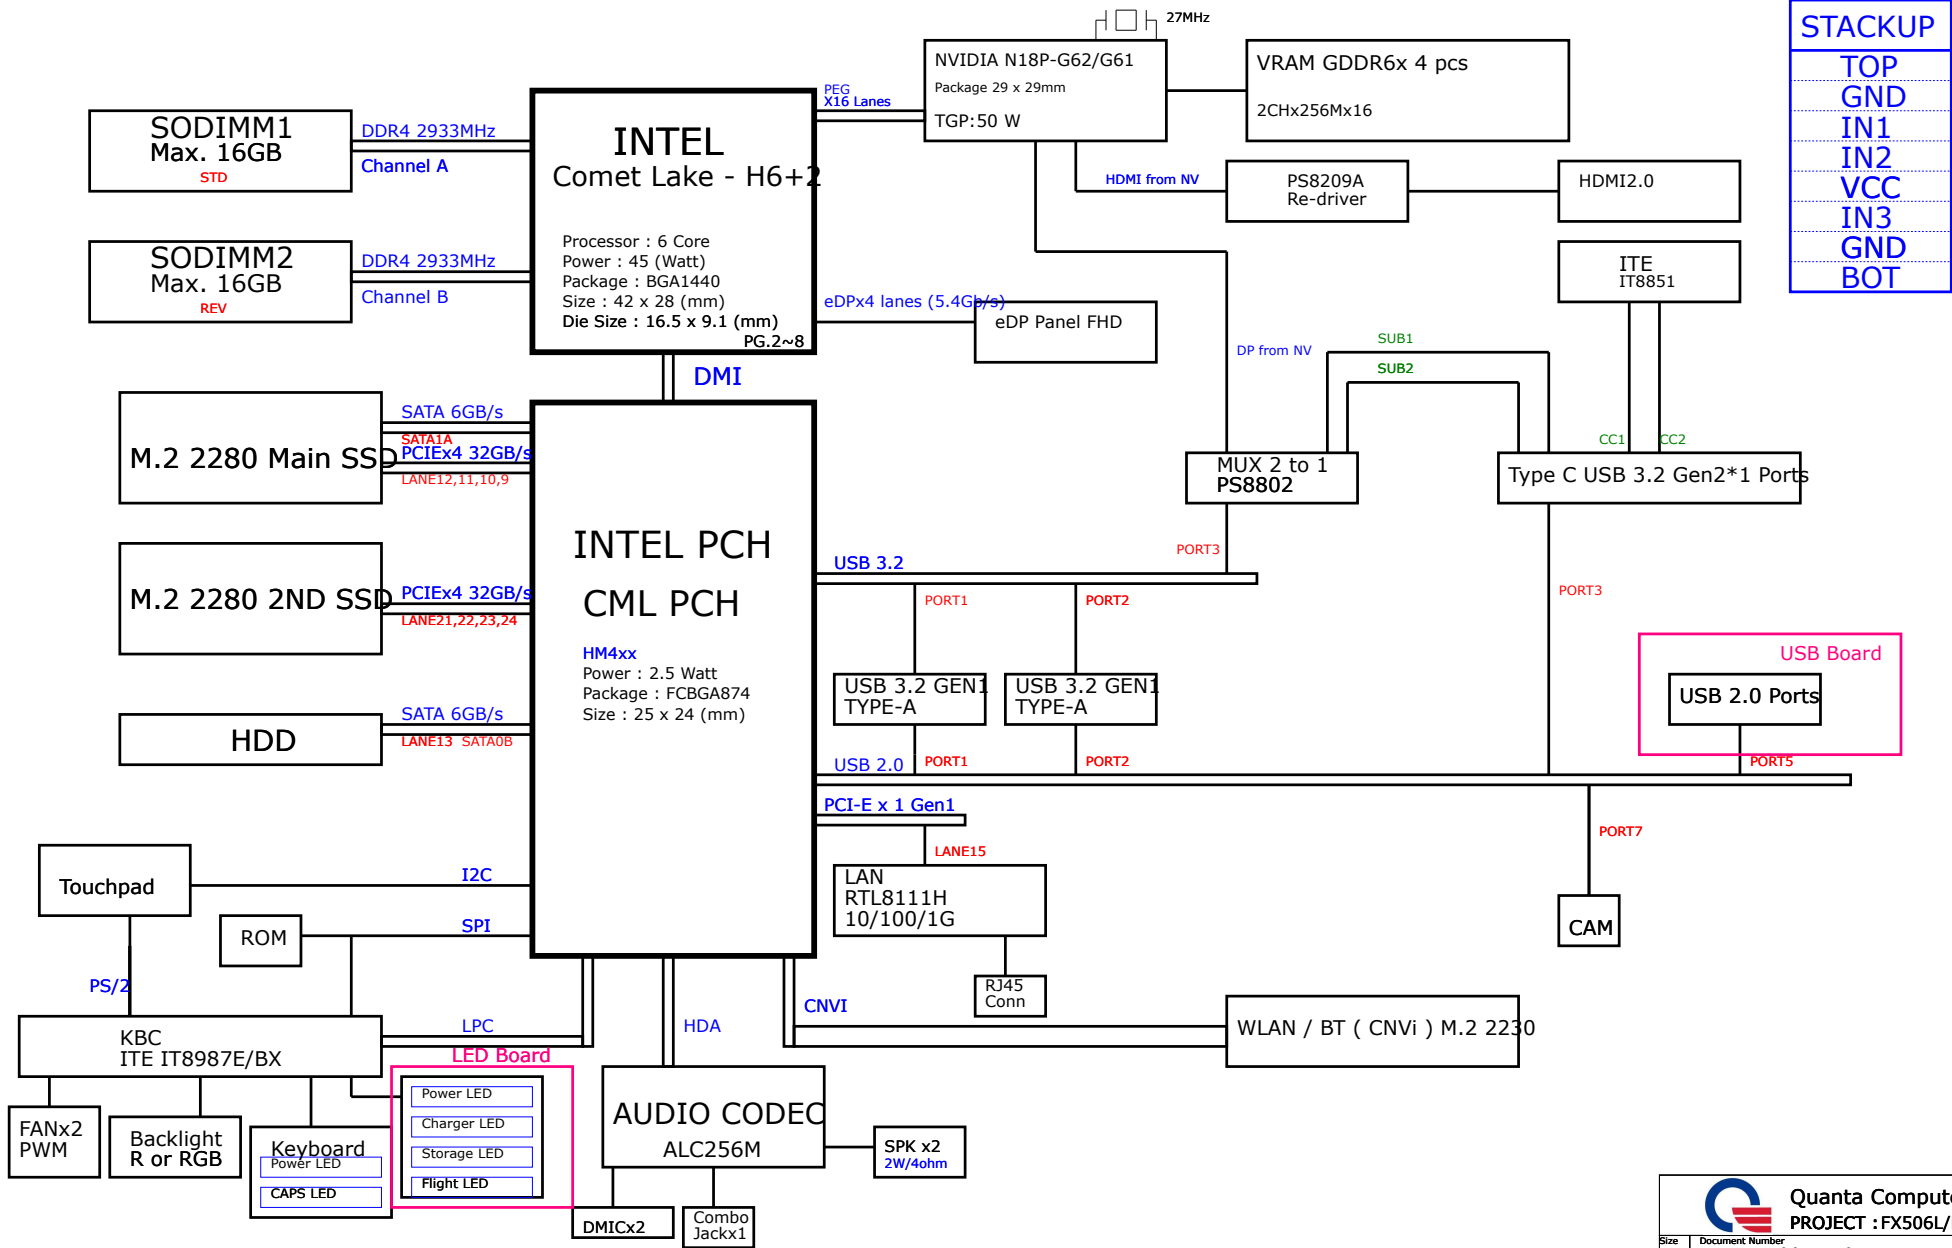 27MHz
STACKUP
TOP
GND
IN1
IN2
VCC
IN3
GND
BOT
NVIDIA N18P-G62/G61
Package 29 x 29mm
TGP:50 W
VRAM GDDR6x 4 pcs
2CHx256Mx16
PEG
X16 Lanes
SODIMM1
Max. 16GB
STD
DDR4 2933MHz
Channel A
INTEL
Comet Lake - H6+2
Processor : 6 Core
Power : 45 (Watt)
Package : BGA1440
Size : 42 x 28 (mm)
Die Size : 16.5 x 9.1 (mm)
PG.2~8
HDMI from NV
PS8209A
Re-driver
HDMI2.0
SODIMM2
Max. 16GB
REV
DDR4 2933MHz
Channel B
eDPx4 lanes (5.4Gb/s)
eDP Panel FHD
ITE
IT8851
DP from NV
SUB1
SUB2
CC1
CC2
DMI
M.2 2280 Main SSD
SATA 6GB/s
SATA1A
PCIEx4 32GB/s
LANE12,11,10,9
MUX 2 to 1
PS8802
Type C USB 3.2 Gen2*1 Ports
INTEL PCH
CML PCH
HM4xx
Power : 2.5 Watt
Package : FCBGA874
Size : 25 x 24 (mm)
M.2 2280 2ND SSD
PCIEx4 32GB/s
LANE21,22,23,24
USB 3.2
PORT3
PORT1
PORT2
PORT3
USB 3.2 GEN1
TYPE-A
USB 3.2 GEN1
TYPE-A
USB Board
USB 2.0 Ports
HDD
SATA 6GB/s
LANE13 SATA0B
USB 2.0
PORT1
PORT2
PORT5
PCI-E x 1 Gen1
LANE15
PORT7
LAN
RTL8111H
10/100/1G
RJ45
Conn
CAM
Touchpad
I2C
ROM
SPI
PS/2
KBC
ITE IT8987E/BX
LPC
HDA
CNVI
WLAN / BT ( CNVi ) M.2 2230
LED Board
Power LED
Charger LED
Storage LED
Flight LED
FANx2
PWM
Backlight
R or RGB
Keyboard
Power LED
CAPS LED
AUDIO CODEC
ALC256M
SPK x2
2W/4ohm
DMICx2
Combo
Jackx1
Quanta Compute
PROJECT : FX506L/
Size
Document Number